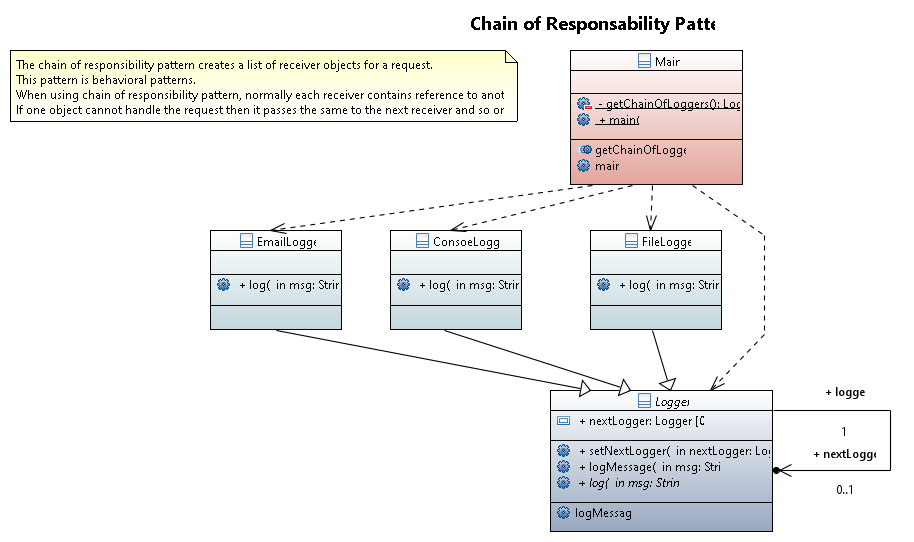 Chain of Responsability Patte
The chain of responsibility pattern creates a list of receiver objects for a request.
This pattern is behavioral patterns.
When using chain of responsibility pattern, normally each receiver contains reference to anot
If one object cannot handle the request then it passes the same to the next receiver and so or
Mair
- getChainOfLoggers(): Log
+ main(
getChainOfLogge
mair
EmailLogge
+ log( in msg: Strir
ConsoeLogg
+ log( in msg: Strir
FileLogge
+ log( in msg: Strir
Logger
+ nextLogger: Logger [0
+ setNextLogger( in nextLogger: Log
+ logMessage( in msg: Stri
+ log( in msg: Strin
logMessag
+ logge
1
+ nextLogge
0..1